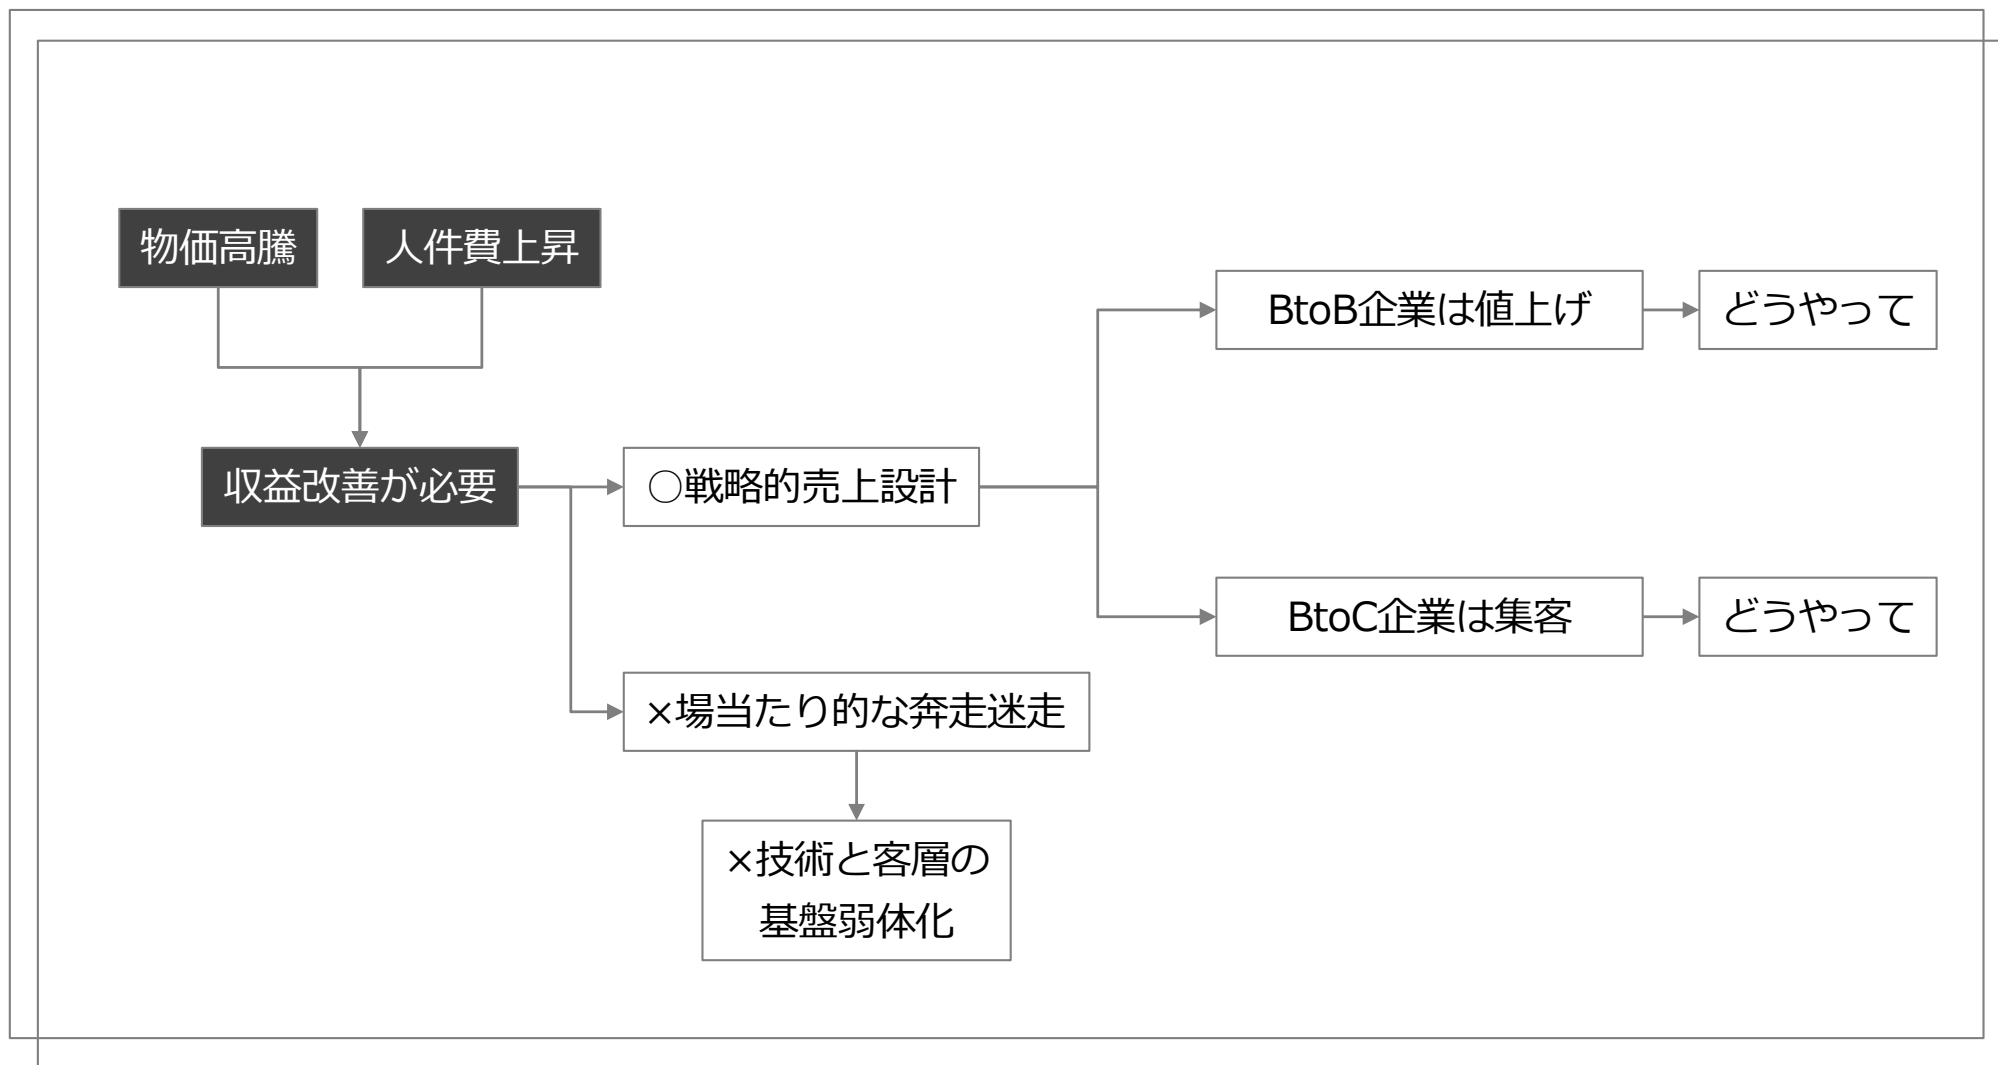 物価高騰
人件費上昇
収益改善が必要
○戦略的売上設計
BtoB企業は値上げ
どうやって
BtoC企業は集客
どうやって
×場当たり的な奔走迷走
×技術と客層の
基盤弱体化